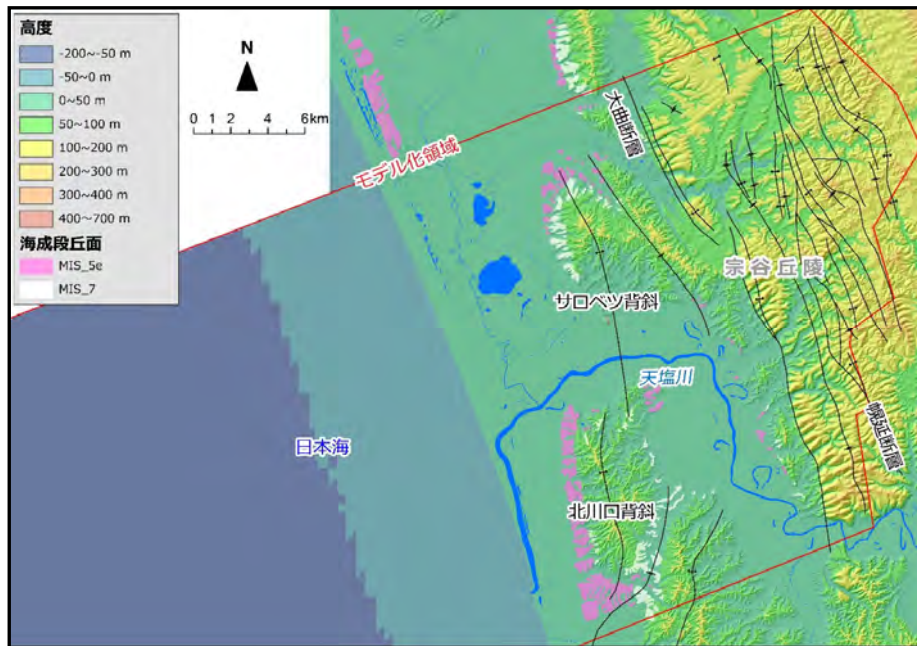 高度
-200~-50 m
-50~0 m
0~50 m
50~100 m
100~200 m
200~300 m
300~400 m
400~700 m
海成段丘面
MIS_5e
MIS_7
N
0 1 2 4 6km
モデル化領域
大曲断層
宗谷丘陵
サロベツ背斜
天塩川
日本海
幌延断層
北川口背斜